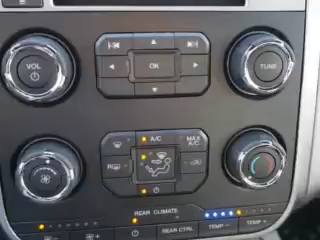 VOL
OK
TUNE
A/C
MAX A/C
R
REAR CLIMATE
REAR CTRL
TEMP −
TEMP +